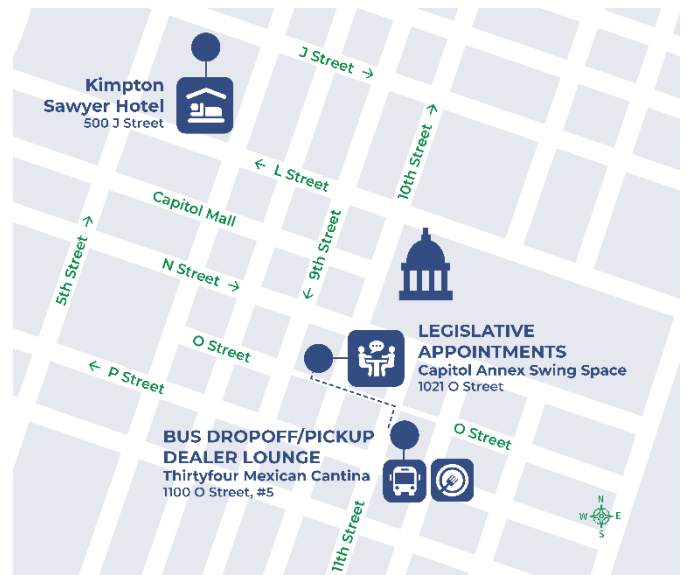 J Street →
Kimpton
Sawyer Hotel
500 J Street
10th Street →
← L Street
Capitol Mall
9th Street →
5th Street →
N Street →
LEGISLATIVE
APPOINTMENTS
Capitol Annex Swing Space
1021 O Street
O Street
← P Street
BUS DROPOFF/PICKUP
DEALER LOUNGE
Thirtyfour Mexican Cantina
1100 O Street, #5
O Street
11th Street
N
W E
S